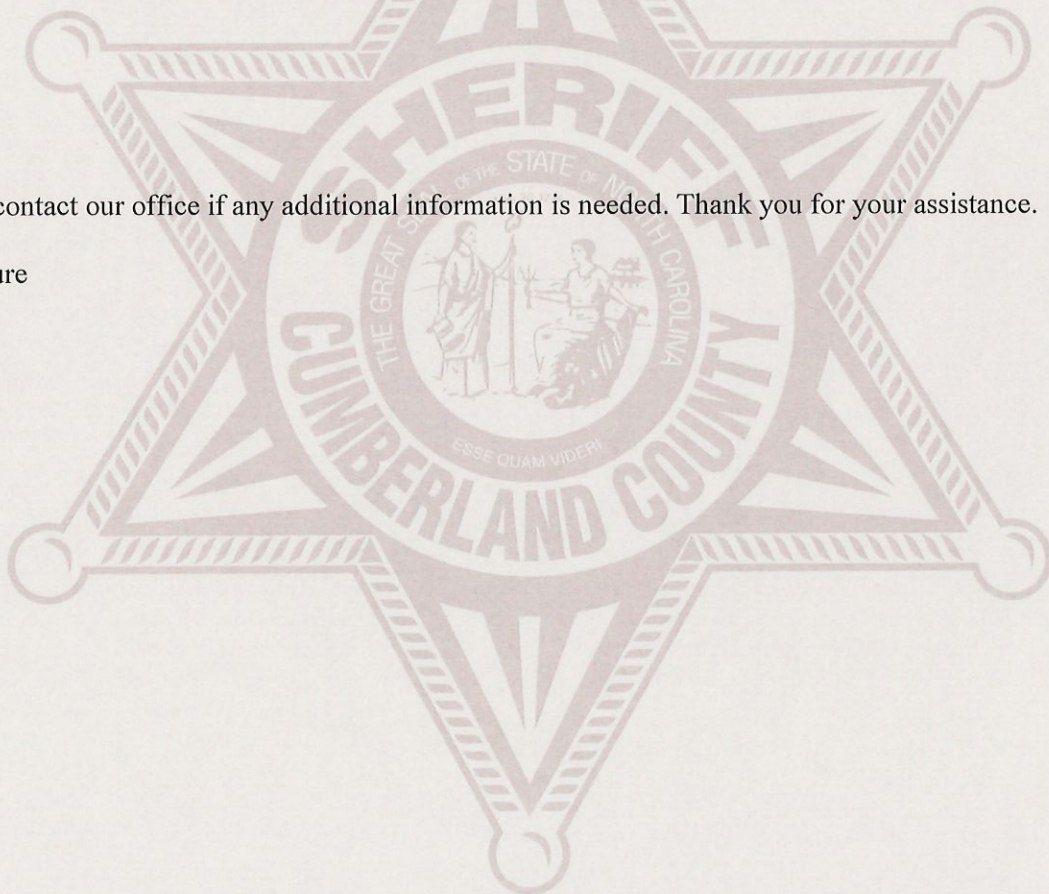 SHERIFF
THE GREAT SEAL OF THE STATE OF NORTH CAROLINA
contact our office if any additional information is needed. Thank you for your assistance.
ure
ESSE QUAM VIDERI
CUMBERLAND COUNTY